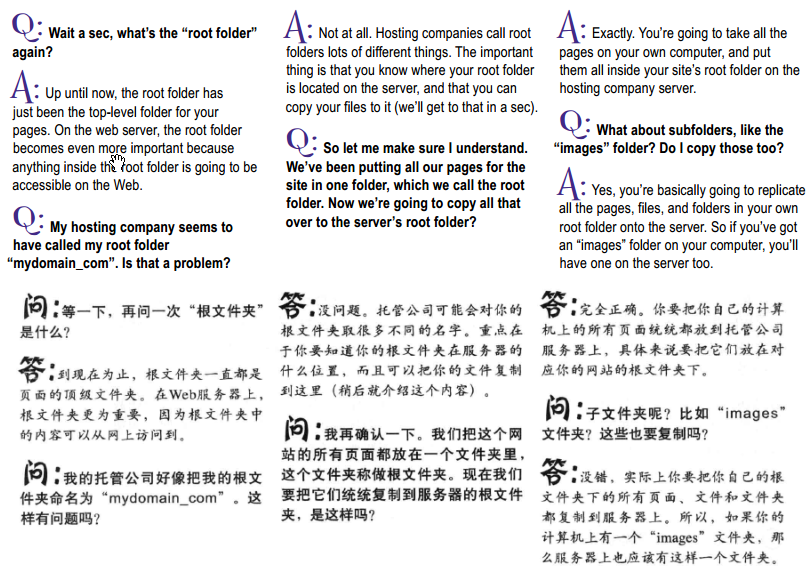 Q: Wait a sec, what's the “root folder”
again?
A: Up until now, the root folder has
just been the top-level folder for your
pages. On the web server, the root folder
becomes even more important because
anything inside the root folder is going to be
accessible on the Web.
Q: My hosting company seems to
have called my root folder
“mydomain_com”. Is that a problem?
A: Not at all. Hosting companies call root
folders lots of different things. The important
thing is that you know where your root folder
is located on the server, and that you can
copy your files to it (we'll get to that in a sec).
Q: So let me make sure I understand.
We've been putting all our pages for the
site in one folder, which we call the root
folder. Now we're going to copy all that
over to the server's root folder?
A: Exactly. You're going to take all the
pages on your own computer, and put
them all inside your site's root folder on the
hosting company server.
Q: What about subfolders, like the
“images” folder? Do I copy those too?
A: Yes, you're basically going to replicate
all the pages, files, and folders in your own
root folder onto the server. So if you've got
an “images” folder on your computer, you'll
have one on the server too.
问:等一下，再问一次“根文件夹”
是什么?
答:到现在为止，根文件夹一直都是
页面的顶级文件夹。在Web服务器上，
根文件夹更为重要，因为根文件夹中
的内容可以从网上访问到。
问:我的托管公司好像把我的根文
件夹命名为“mydomain_com”。这
样有问题吗?
答:没问题。托管公司可能会对你的
根文件夹取很多不同的名字。重点在
于你要知道你的根文件夹在服务器的
什么位置，而且可以把你的文件复制
到这里（稍后就介绍这个内容）。
问:我再确认一下。我们把这个网
站的所有页面都放在一个文件夹里，
这个文件夹称做根文件夹。现在我们
要把它们统统复制到服务器的根文件
夹，是这样吗?
答:完全正确。你要把你自己的计算
机上的所有页面统统都放到托管公司
服务器上，具体来说要把它们放在对
应你的网站的根文件夹下。
问:子文件夹呢? 比如“images”
文件夹? 这些也要复制吗?
答:没错，实际上你要把你自己的根
文件夹下的所有页面、文件和文件夹
都复制到服务器上。所以，如果你的
计算机上有一个“images”文件夹，那
么服务器上也应该有这样一个文件夹。